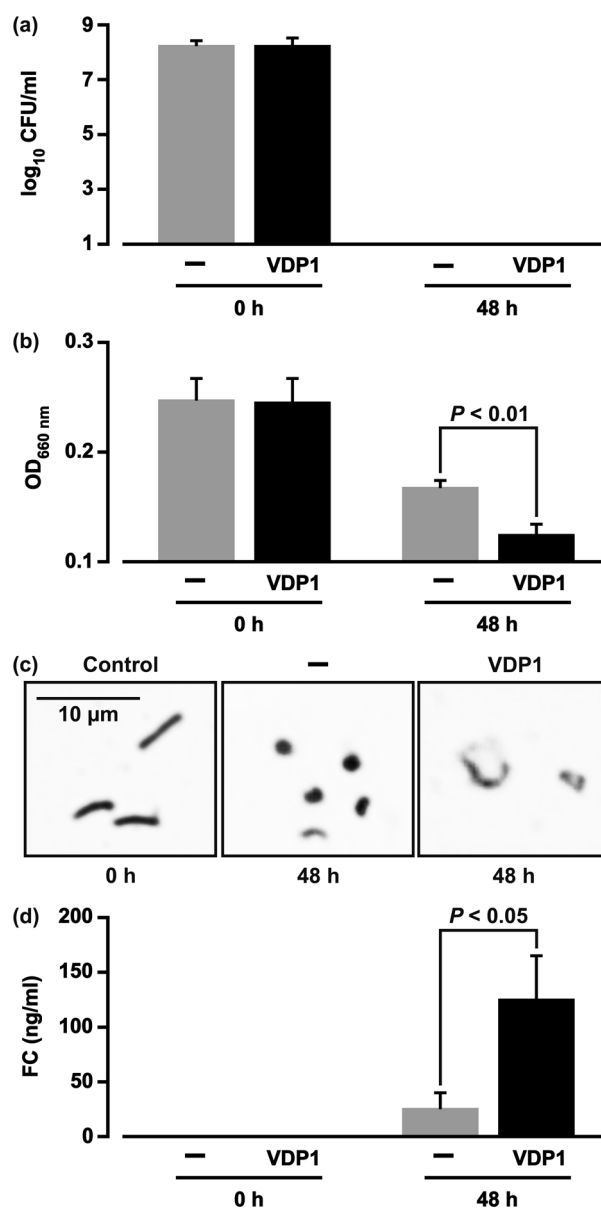 (a)
9
7
5
3
1
log10 CFU/ml
– VDP1 – VDP1
0 h 48 h
(b)
0.3
0.2
0.1
OD660 nm
P < 0.01
– VDP1 – VDP1
0 h 48 h
(c)
Control – VDP1
10 µm
0 h 48 h 48 h
(d)
200
150
100
50
0
FC (ng/ml)
P < 0.05
– VDP1 – VDP1
0 h 48 h